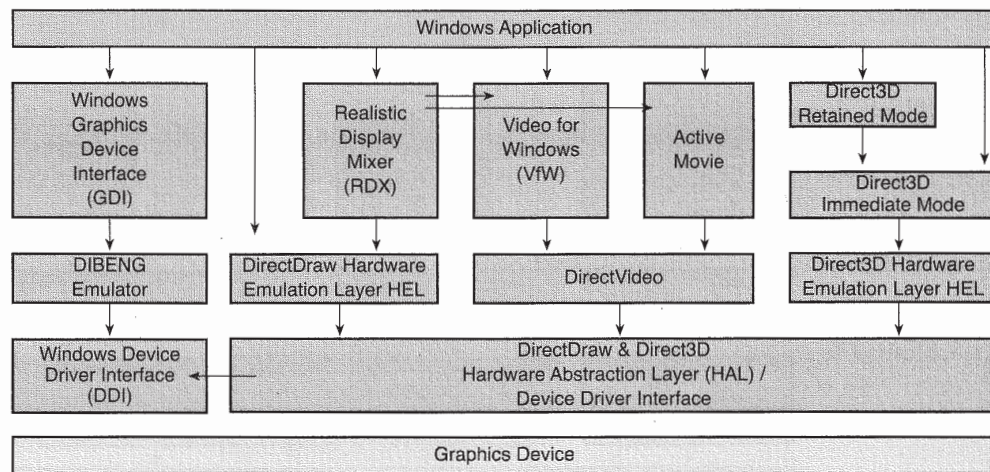 Windows Application
Windows
Graphics
Device
Interface
(GDI)
Realistic
Display
Mixer
(RDX)
Video for
Windows
(VfW)
Active
Movie
Direct3D
Retained Mode
Direct3D
Immediate Mode
DIBENG
Emulator
DirectDraw Hardware
Emulation Layer HEL
DirectVideo
Direct3D Hardware
Emulation Layer HEL
Windows Device
Driver Interface
(DDI)
DirectDraw & Direct3D
Hardware Abstraction Layer (HAL) /
Device Driver Interface
Graphics Device